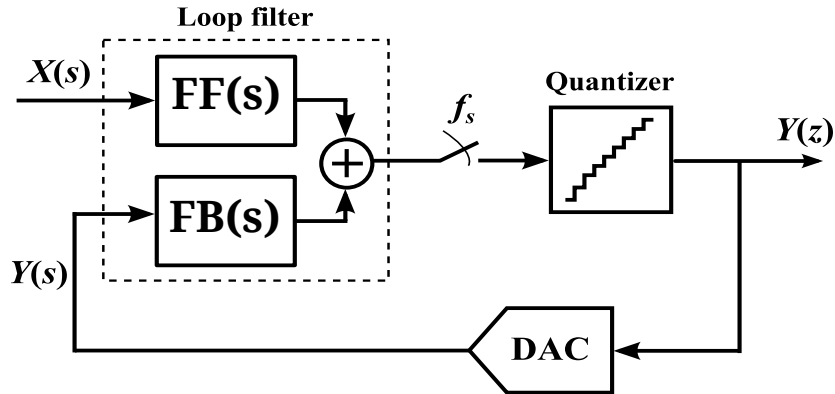 Loop filter
X(s)
FF(s)
fs
Quantizer
Y(z)
+
FB(s)
Y(s)
DAC